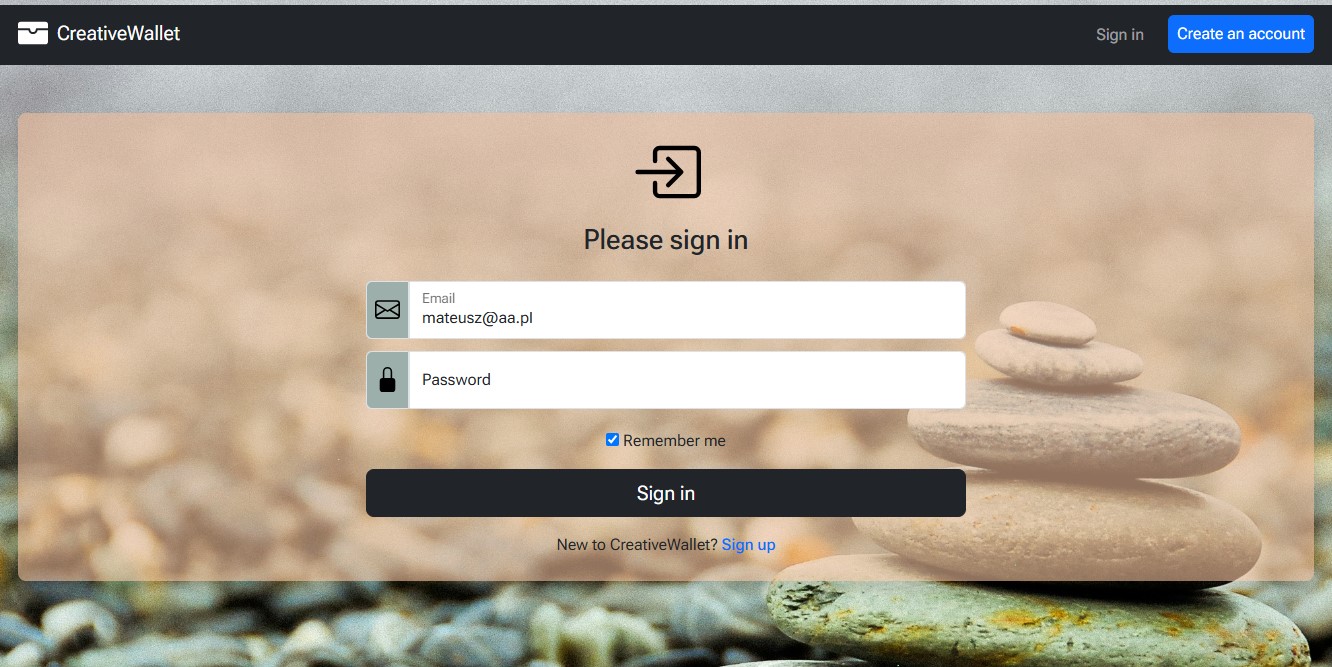 CreativeWallet
Sign in
Create an account
Please sign in
Email
mateusz@aa.pl
Password
Remember me
Sign in
New to CreativeWallet? Sign up